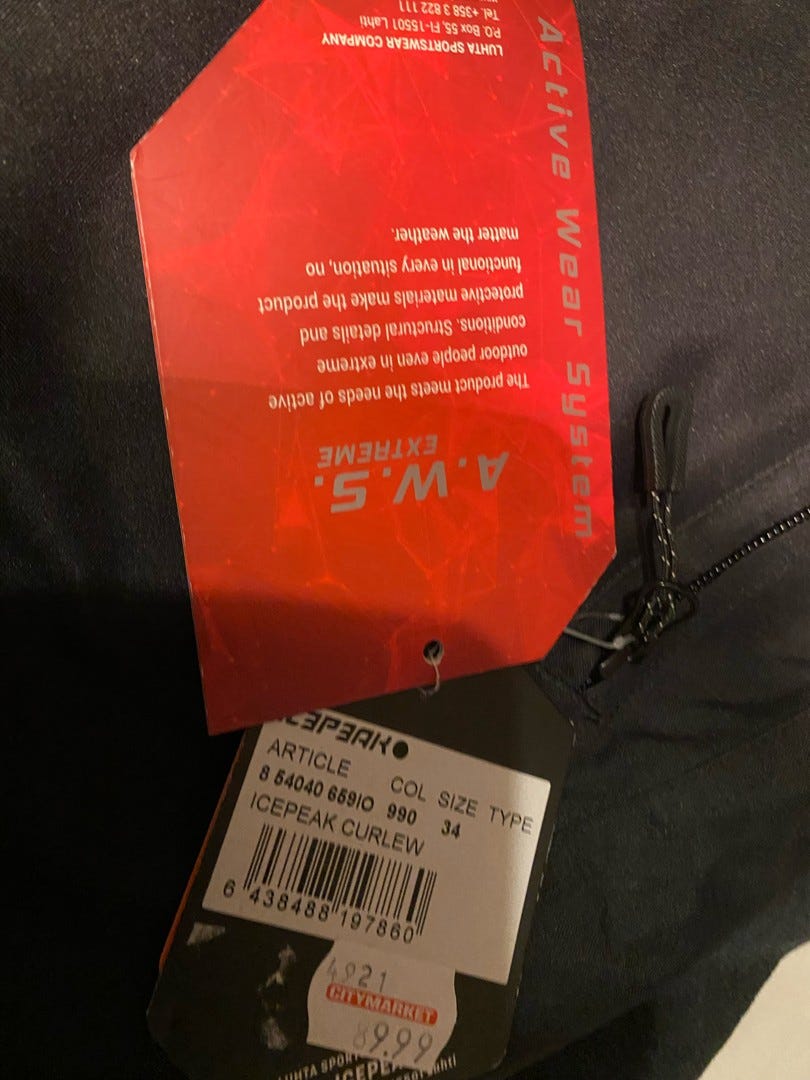 Active Wear System
A.W.S.
EXTREME
The product meets the needs of active
outdoor people even in extreme
conditions. Structural details and
protective materials make the product
functional in every situation, no
matter the weather.
LUHTA SPORTSWEAR COMPANY
P.O. Box 55, FI-15501 Lahti
Tel. +358 3 822 111
ICEPEAK
ARTICLE COL SIZE TYPE
8 54040 659IO 990 34
ICEPEAK CURLEW
6 438488 197860
4921
CITYMARKET
89.99
LUHTA SPOR